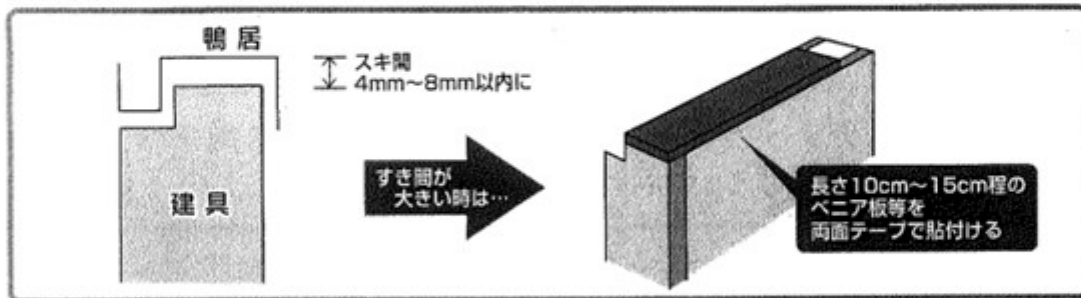 鴨居
スキ間
4mm〜8mm以内に
建具
すき間が
大きい時は…
長さ10cm〜15cm程の
ベニア板等を
両面テープで貼付ける